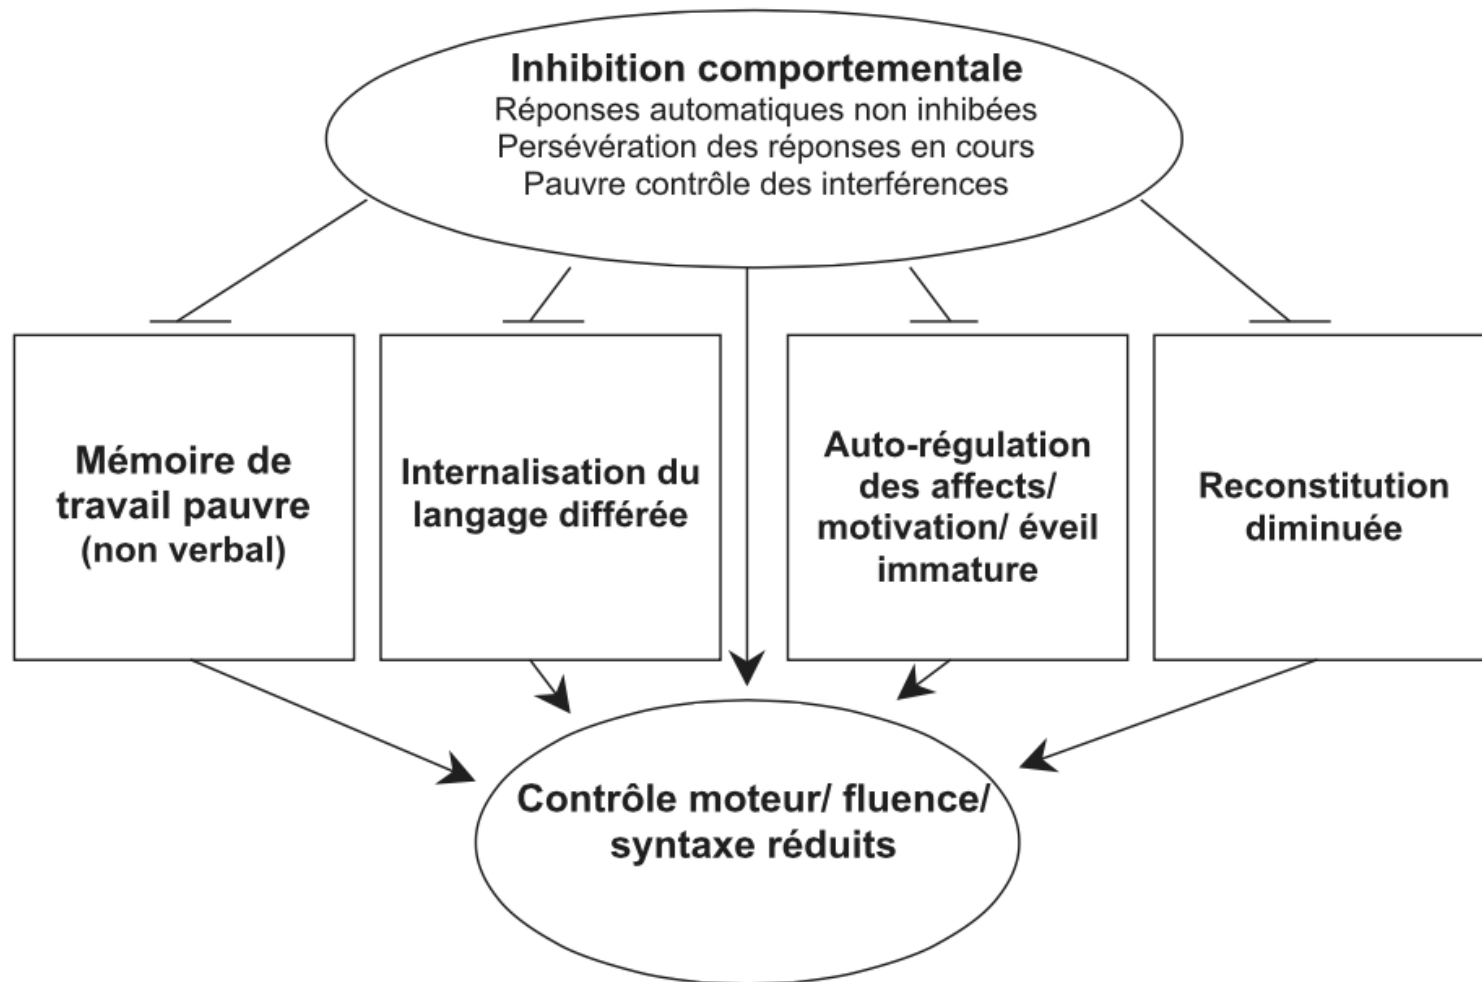 Inhibition comportementale
Réponses automatiques non inhibées
Persévération des réponses en cours
Pauvre contrôle des interférences
Mémoire de
travail pauvre
(non verbal)
Internalisation du
langage différée
Auto-régulation
des affects/
motivation/ éveil
immature
Reconstitution
diminuée
Contrôle moteur/ fluence/
syntaxe réduits